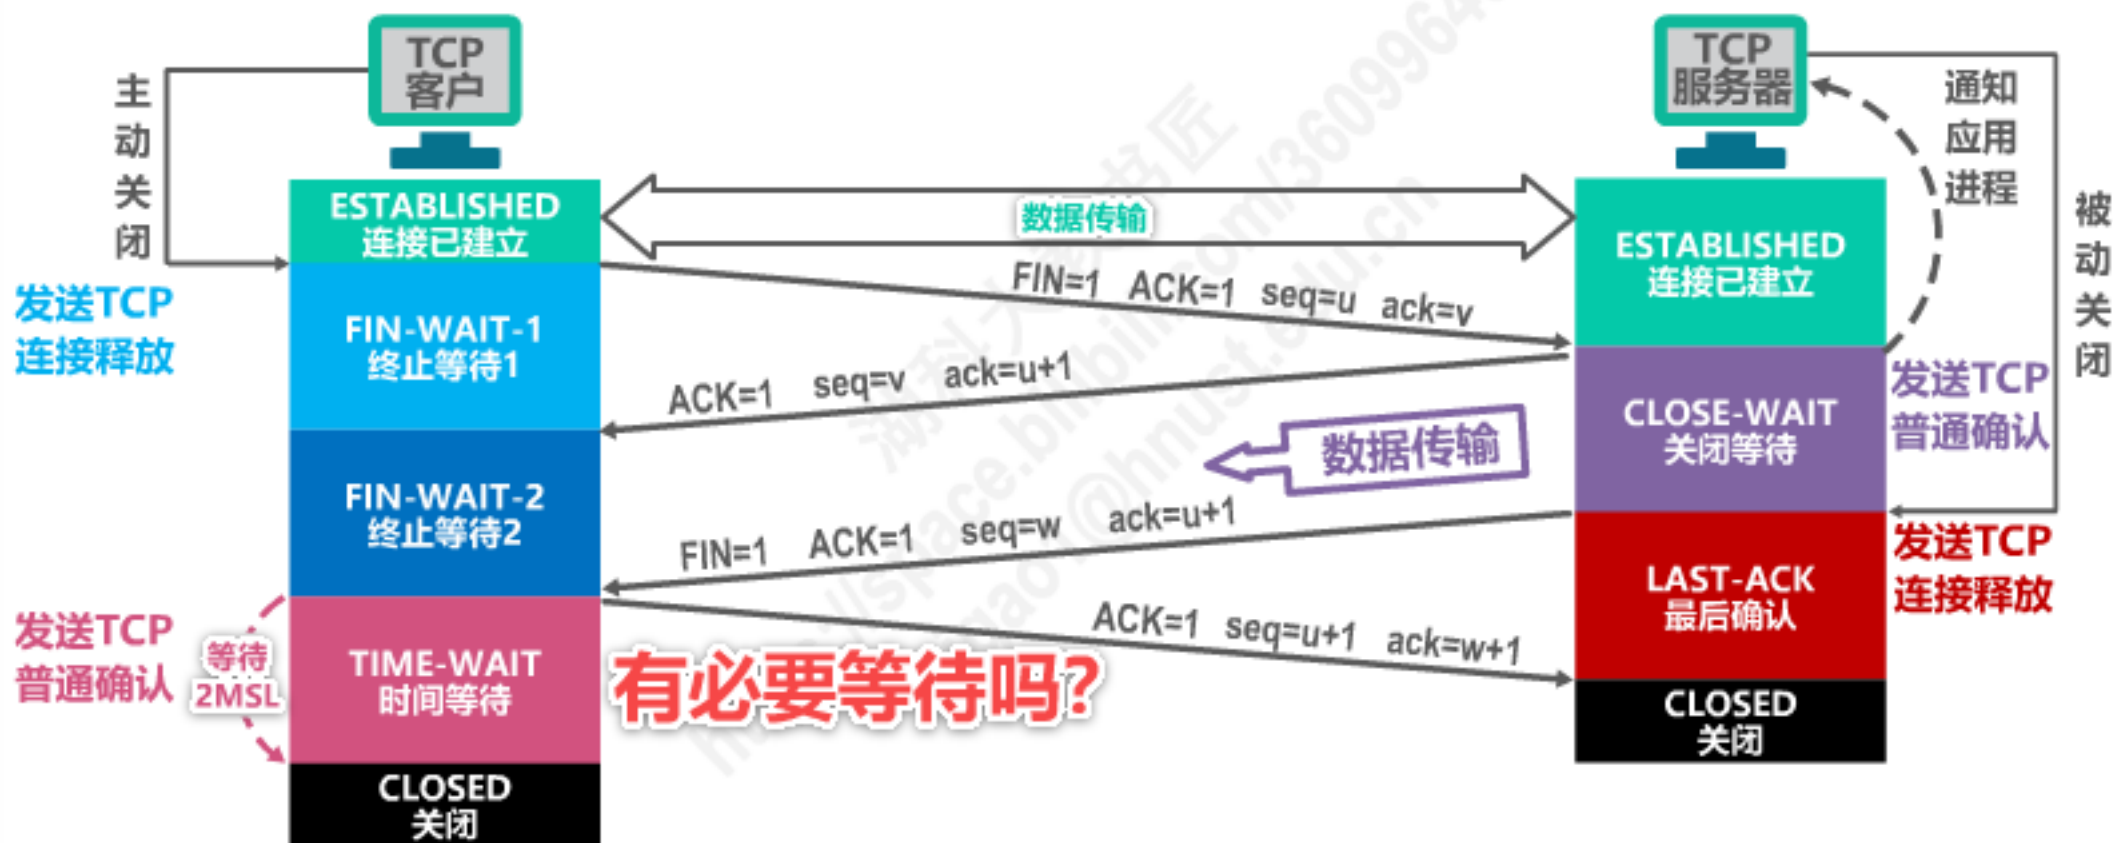 TCP
客户
TCP
服务器
主动关闭
通知应用进程
被动关闭
ESTABLISHED
连接已建立
数据传输
ESTABLISHED
连接已建立
FIN=1 ACK=1 seq=u ack=v
发送TCP
连接释放
FIN-WAIT-1
终止等待1
ACK=1 seq=v ack=u+1
发送TCP
普通确认
CLOSE-WAIT
关闭等待
数据传输
FIN-WAIT-2
终止等待2
FIN=1 ACK=1 seq=w ack=u+1
发送TCP
连接释放
LAST-ACK
最后确认
ACK=1 seq=u+1 ack=w+1
发送TCP
普通确认
等待
2MSL
TIME-WAIT
时间等待
有必要等待吗?
CLOSED
关闭
CLOSED
关闭